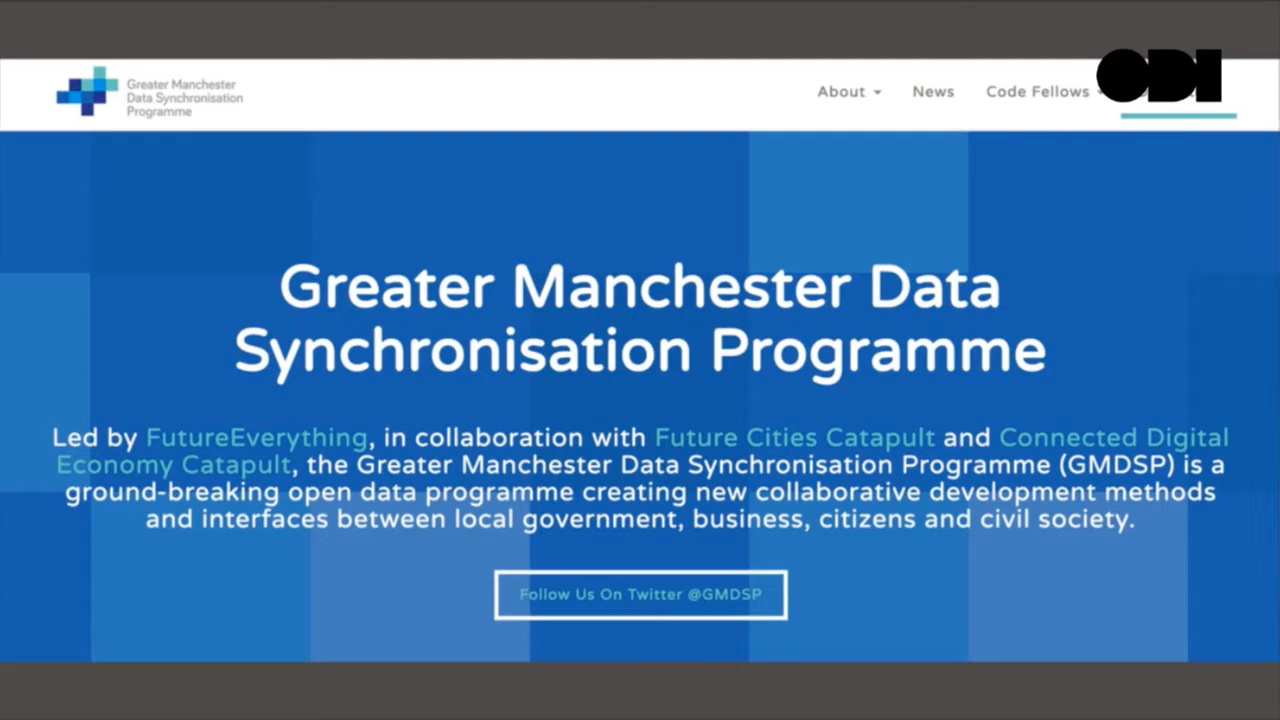 Greater Manchester
Data Synchronisation
Programme
About
News
Code Fellows
ODI
Greater Manchester Data
Synchronisation Programme
Led by FutureEverything, in collaboration with Future Cities Catapult and Connected Digital
Economy Catapult, the Greater Manchester Data Synchronisation Programme (GMDSP) is a
ground-breaking open data programme creating new collaborative development methods
and interfaces between local government, business, citizens and civil society.
Follow Us On Twitter @GMDSP